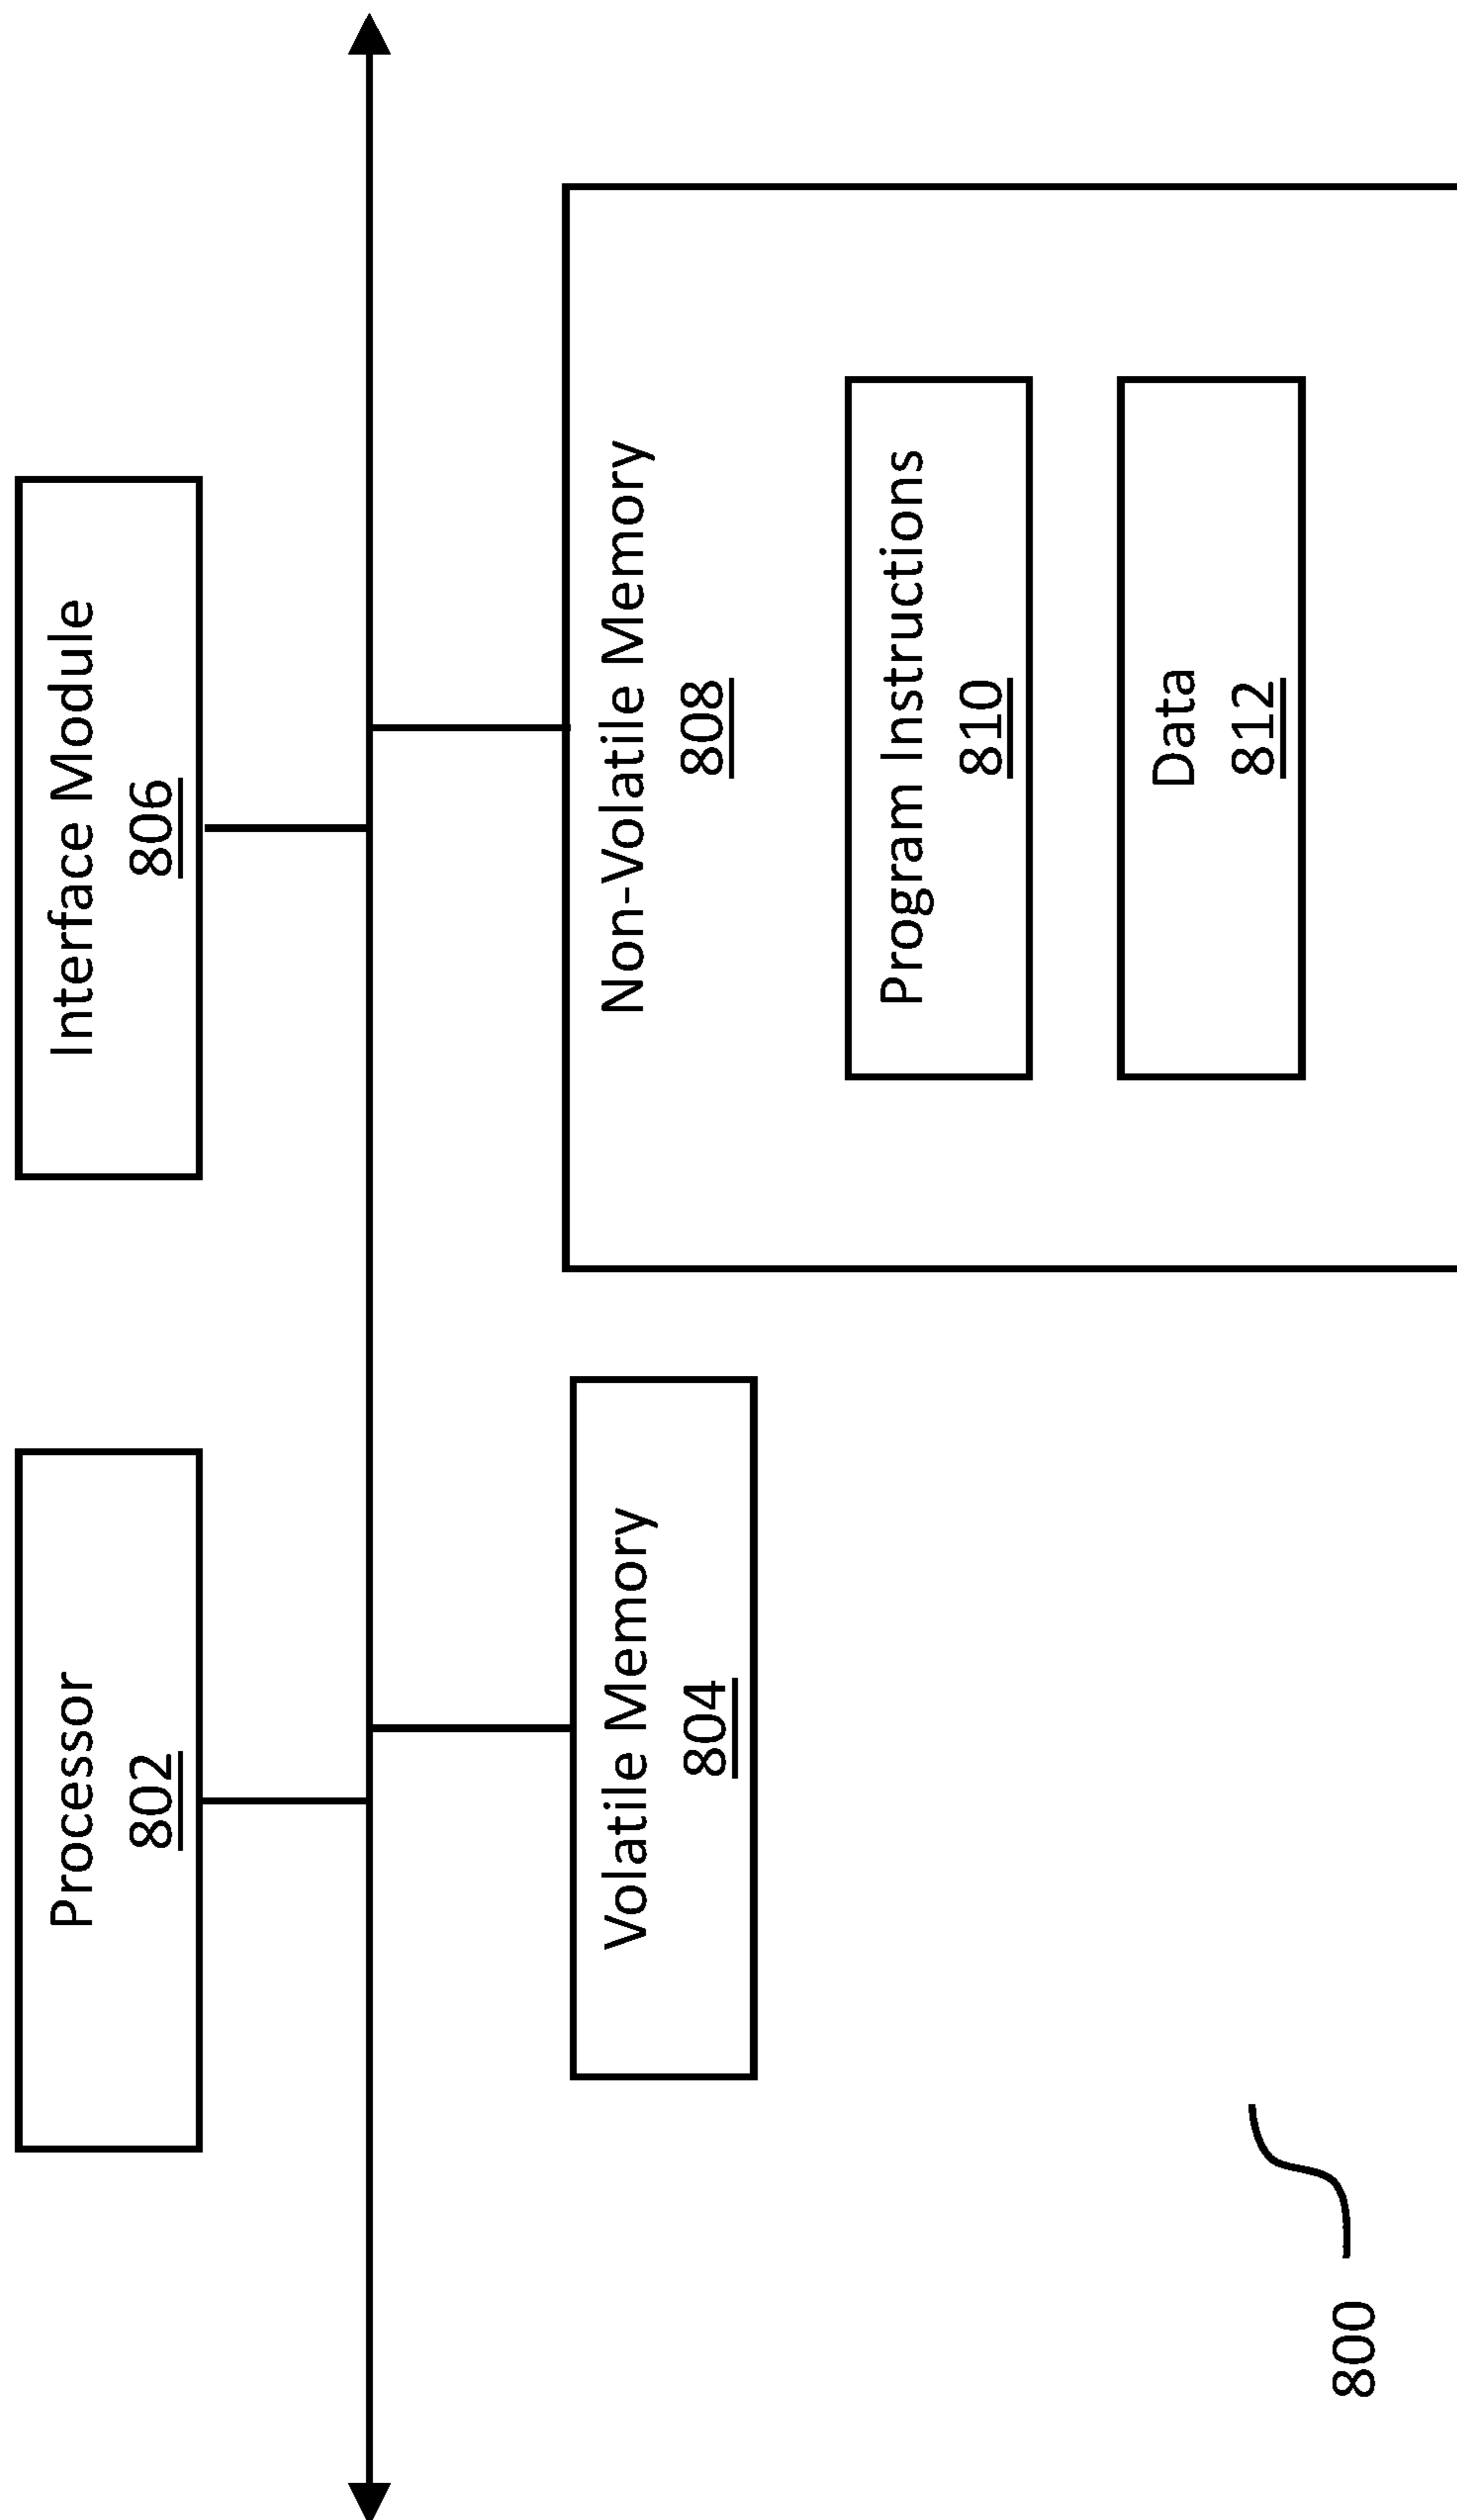 Processor
802
Interface Module
806
Volatile Memory
804
Non-Volatile Memory
808
Program Instructions
810
Data
812
800